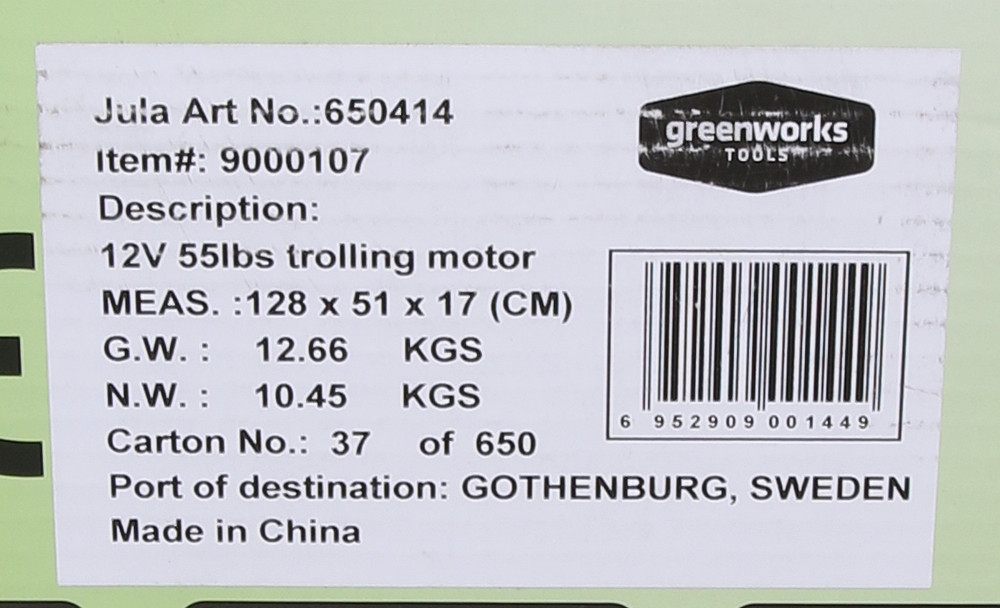 Jula Art No.:650414
greenworks
TOOLS
Item#: 9000107
Description:
12V 55lbs trolling motor
MEAS. :128 x 51 x 17 (CM)
G.W. : 12.66 KGS
N.W. : 10.45 KGS
6 952909 001449
Carton No.: 37 of 650
Port of destination: GOTHENBURG, SWEDEN
Made in China